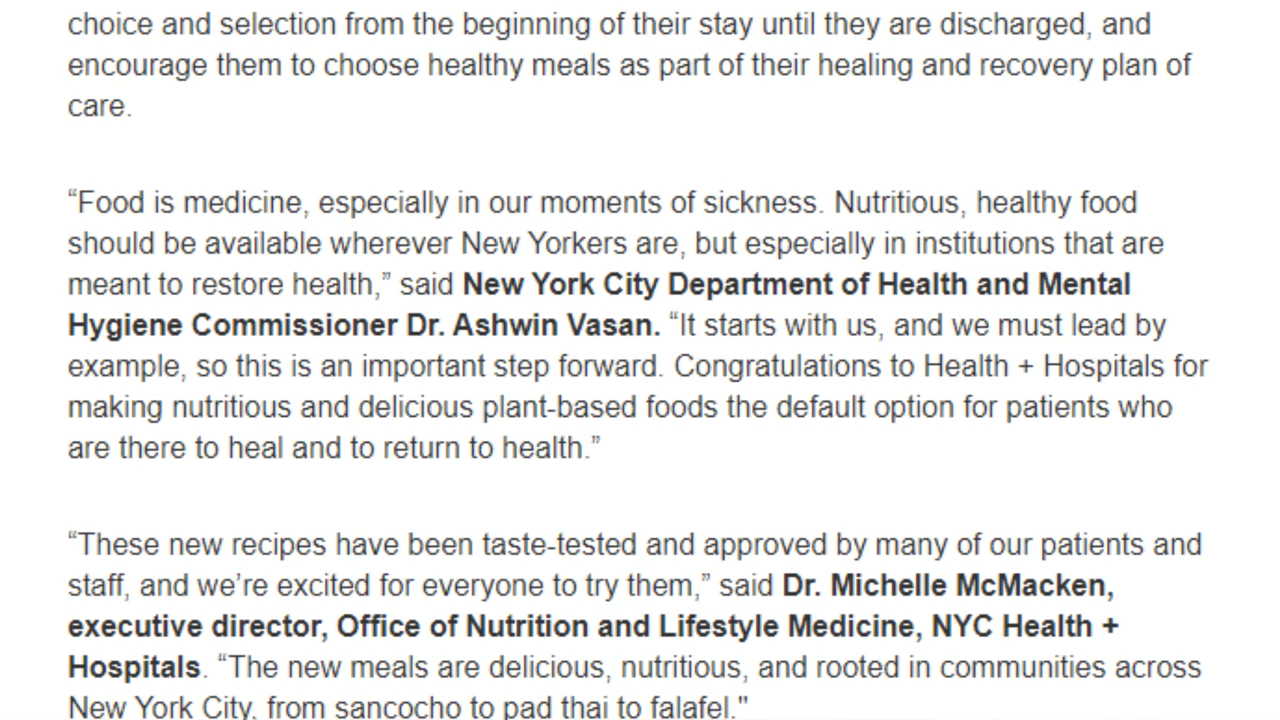 choice and selection from the beginning of their stay until they are discharged, and
encourage them to choose healthy meals as part of their healing and recovery plan of
care.
“Food is medicine, especially in our moments of sickness. Nutritious, healthy food
should be available wherever New Yorkers are, but especially in institutions that are
meant to restore health,” said New York City Department of Health and Mental
Hygiene Commissioner Dr. Ashwin Vasan. “It starts with us, and we must lead by
example, so this is an important step forward. Congratulations to Health + Hospitals for
making nutritious and delicious plant-based foods the default option for patients who
are there to heal and to return to health.”
“These new recipes have been taste-tested and approved by many of our patients and
staff, and we’re excited for everyone to try them,” said Dr. Michelle McMacken,
executive director, Office of Nutrition and Lifestyle Medicine, NYC Health +
Hospitals. “The new meals are delicious, nutritious, and rooted in communities across
New York City, from sancocho to pad thai to falafel."